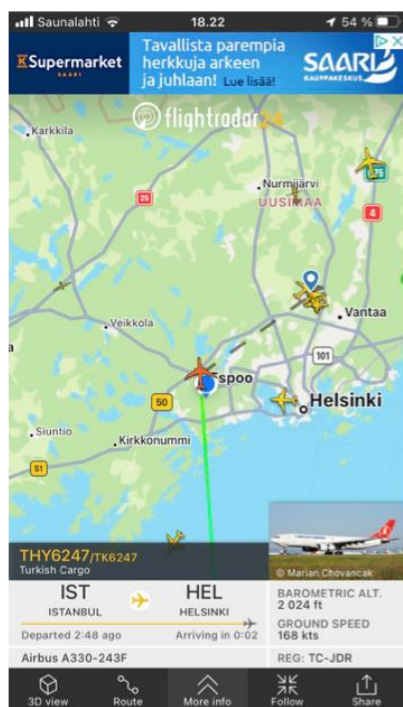 Saunalahti
18.22
54 %
K Supermarket
SAARI
Tavallista parempia
herkkuja arkeen
ja juhlaan! Lue lisää!
SAARI
KAUPPAKESKUS
flightradar24
Karkkila
Nurmijärvi
UUSIMAA
25
25
4
Vantaa
Veikkola
101
Espoo
50
Helsinki
Siuntio
Kirkkonummi
51
THY6247/TK6247
Turkish Cargo
© Marian Chovancak
IST
ISTANBUL
HEL
HELSINKI
Departed 2:48 ago
Arriving in 0:02
BAROMETRIC ALT.
2 024 ft
GROUND SPEED
168 kts
Airbus A330-243F
REG: TC-JDR
3D view
Route
More info
Follow
Share